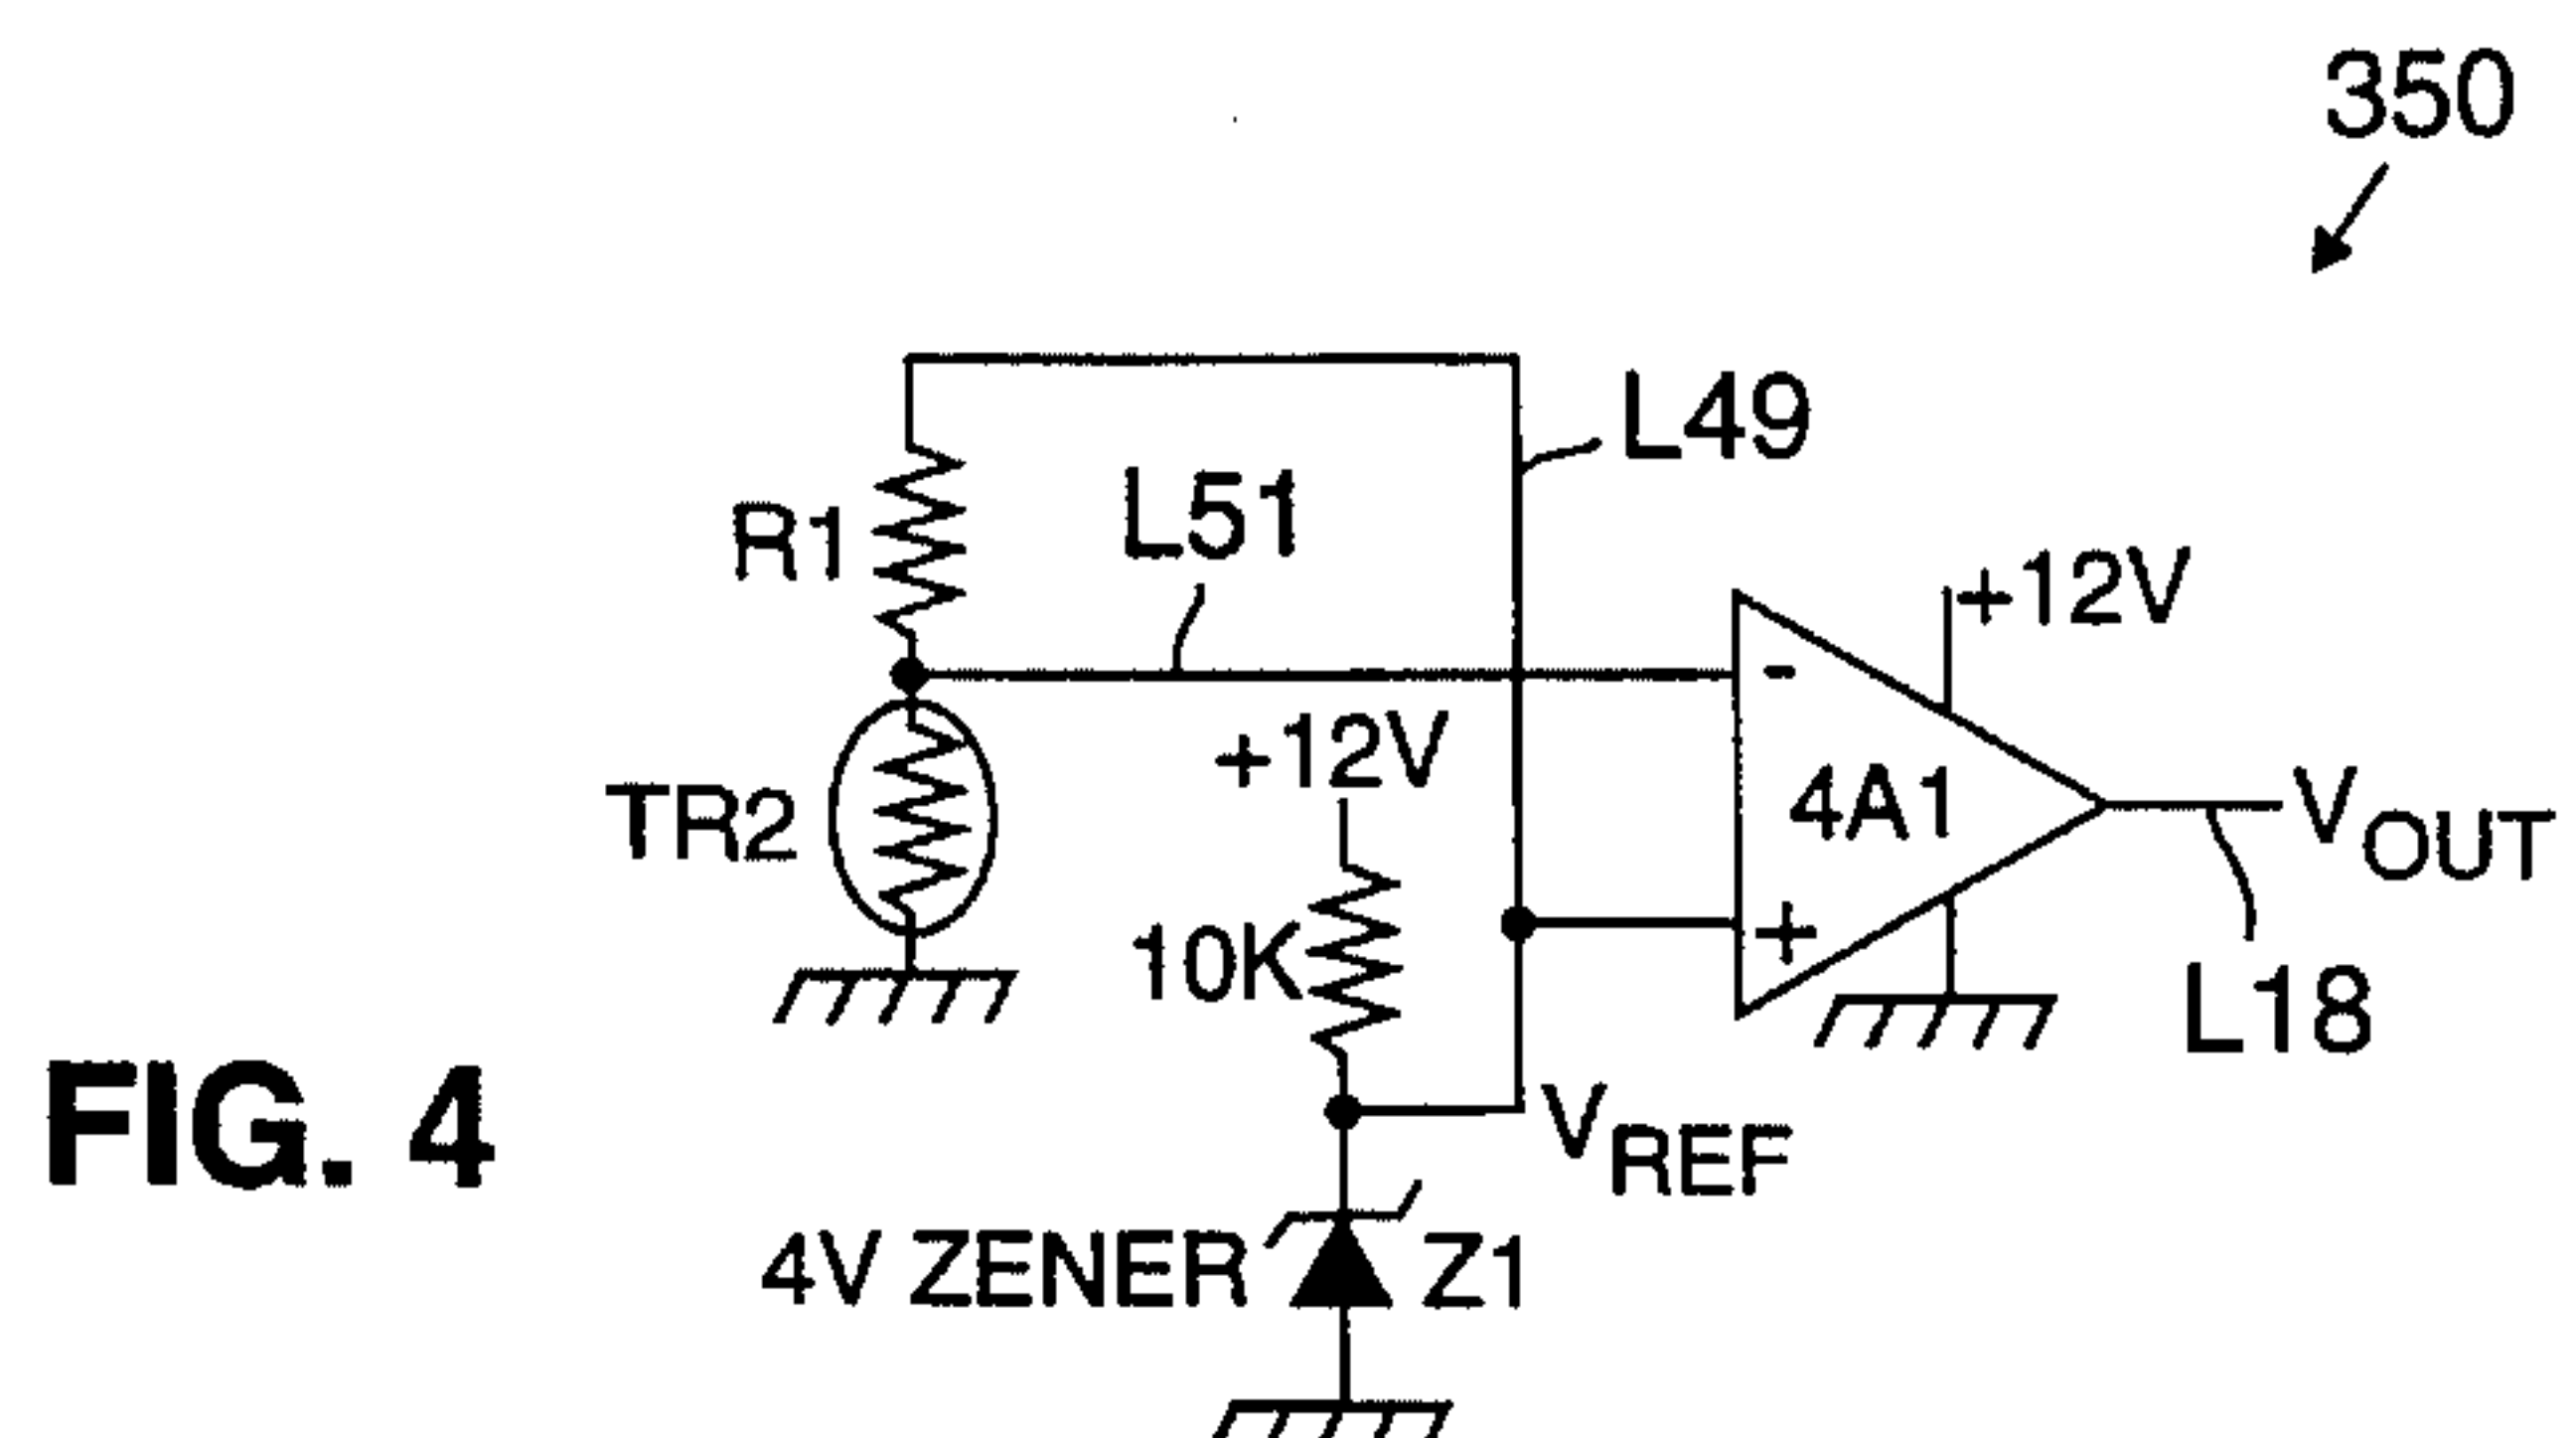 350
L49
L51
R1
+12V
-
+12V
TR2
4A1
VOUT
10K
+
L18
FIG. 4
VREF
4V ZENER
Z1